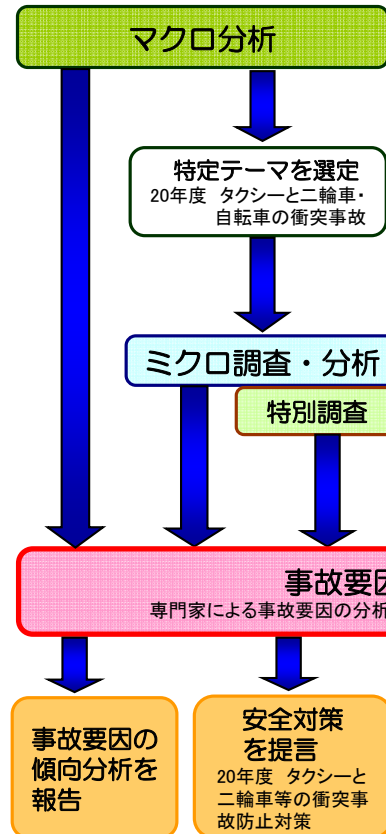 マクロ分析
特定テーマを選定
20年度 タクシーと二輪車・
自転車の衝突事故
ミクロ調査・分析
特別調査
事故要因
専門家による事故要因の分析
事故要因の
傾向分析を
報告
安全対策
を提言
20年度 タクシーと
二輪車等の衝突事
故防止対策